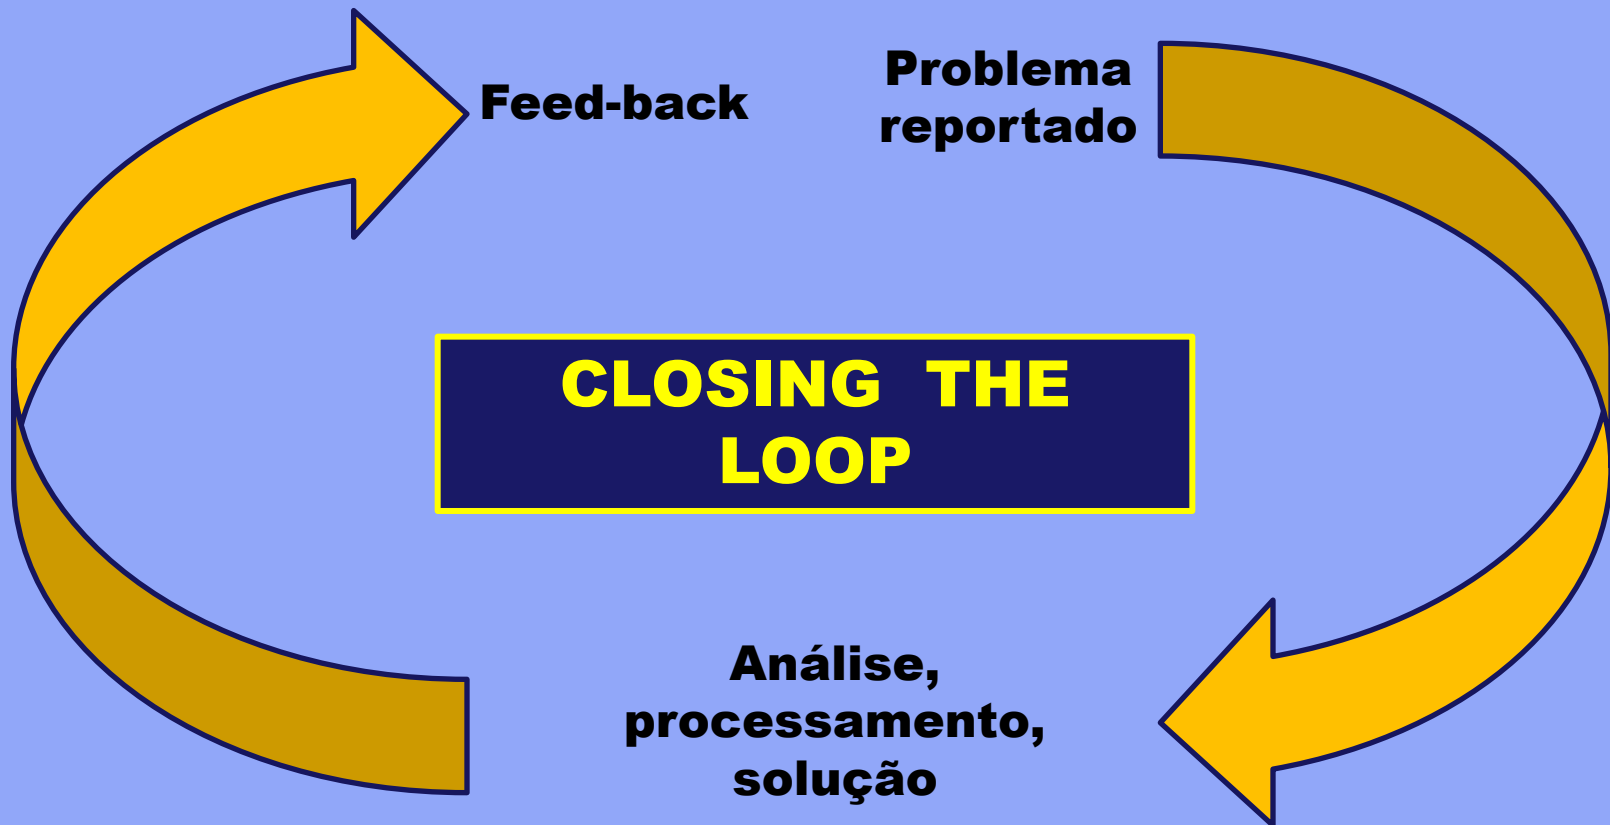 Feed-back
Problema
reportado
CLOSING THE
LOOP
Análise,
processamento,
solução